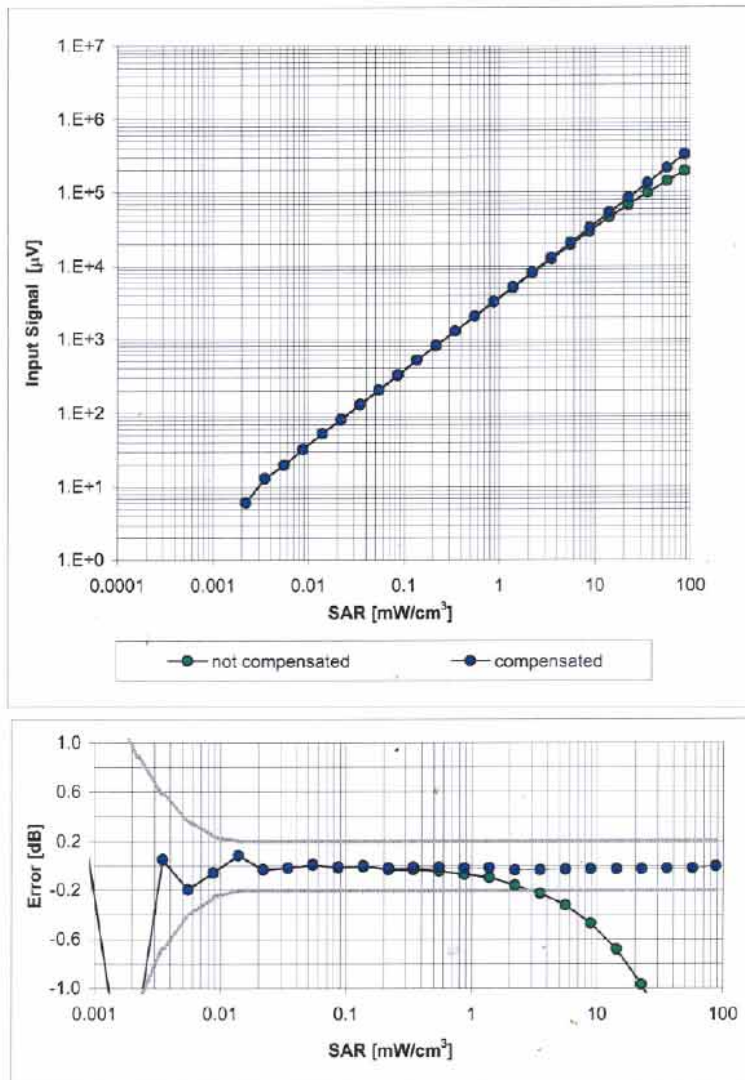 1.E+7
1.E+6
1.E+5
1.E+4
1.E+3
1.E+2
1.E+1
1.E+0
Input Signal [µV]
0.0001 0.001 0.01 0.1 1 10 100
SAR [mW/cm³]
not compensated compensated
1.0
0.6
0.2
-0.2
-0.6
-1.0
Error [dB]
0.001 0.01 0.1 1 10 100
SAR [mW/cm³]